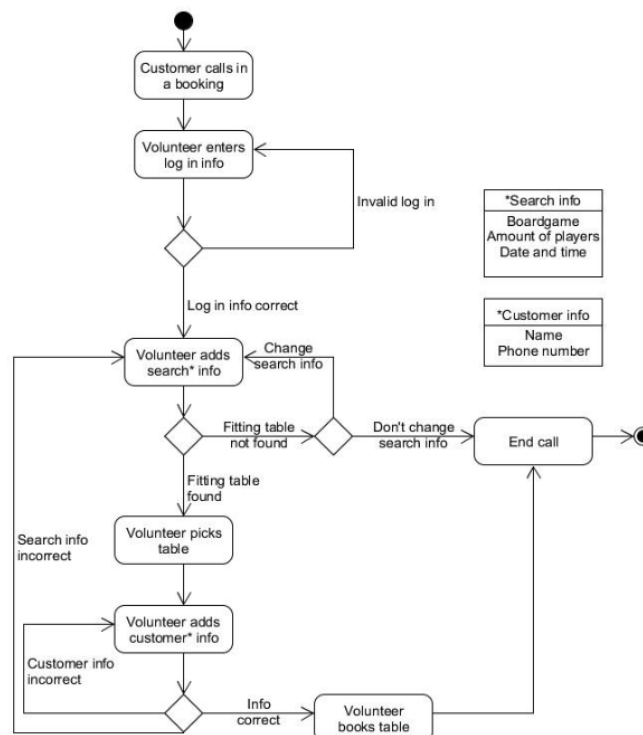 Customer calls in
a booking
Volunteer enters
log in info
Invalid log in
*Search info
Boardgame
Amount of players
Date and time
Log in info correct
*Customer info
Name
Phone number
Volunteer adds
search* info
Change
search info
Fitting table
not found
Don't change
search info
End call
Fitting table
found
Search info
incorrect
Volunteer picks
table
Volunteer adds
customer* info
Customer info
incorrect
Info
correct
Volunteer
books table